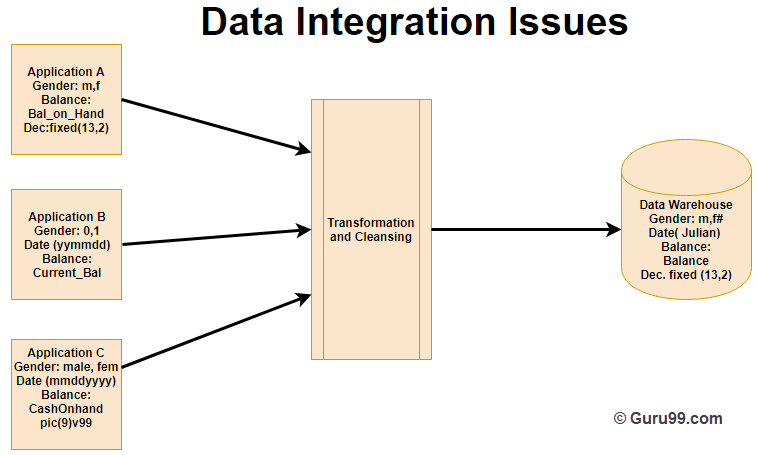 Data Integration Issues
Application A
Gender: m,f
Balance:
Bal_on_Hand
Dec:fixed(13,2)
Application B
Gender: 0,1
Date (yymmdd)
Balance:
Current_Bal
Application C
Gender: male, fem
Date (mmddyyyy)
Balance:
CashOnhand
pic(9)v99
Transformation
and Cleansing
Data Warehouse
Gender: m,f#
Date( Julian)
Balance:
Balance
Dec. fixed (13,2)
© Guru99.com